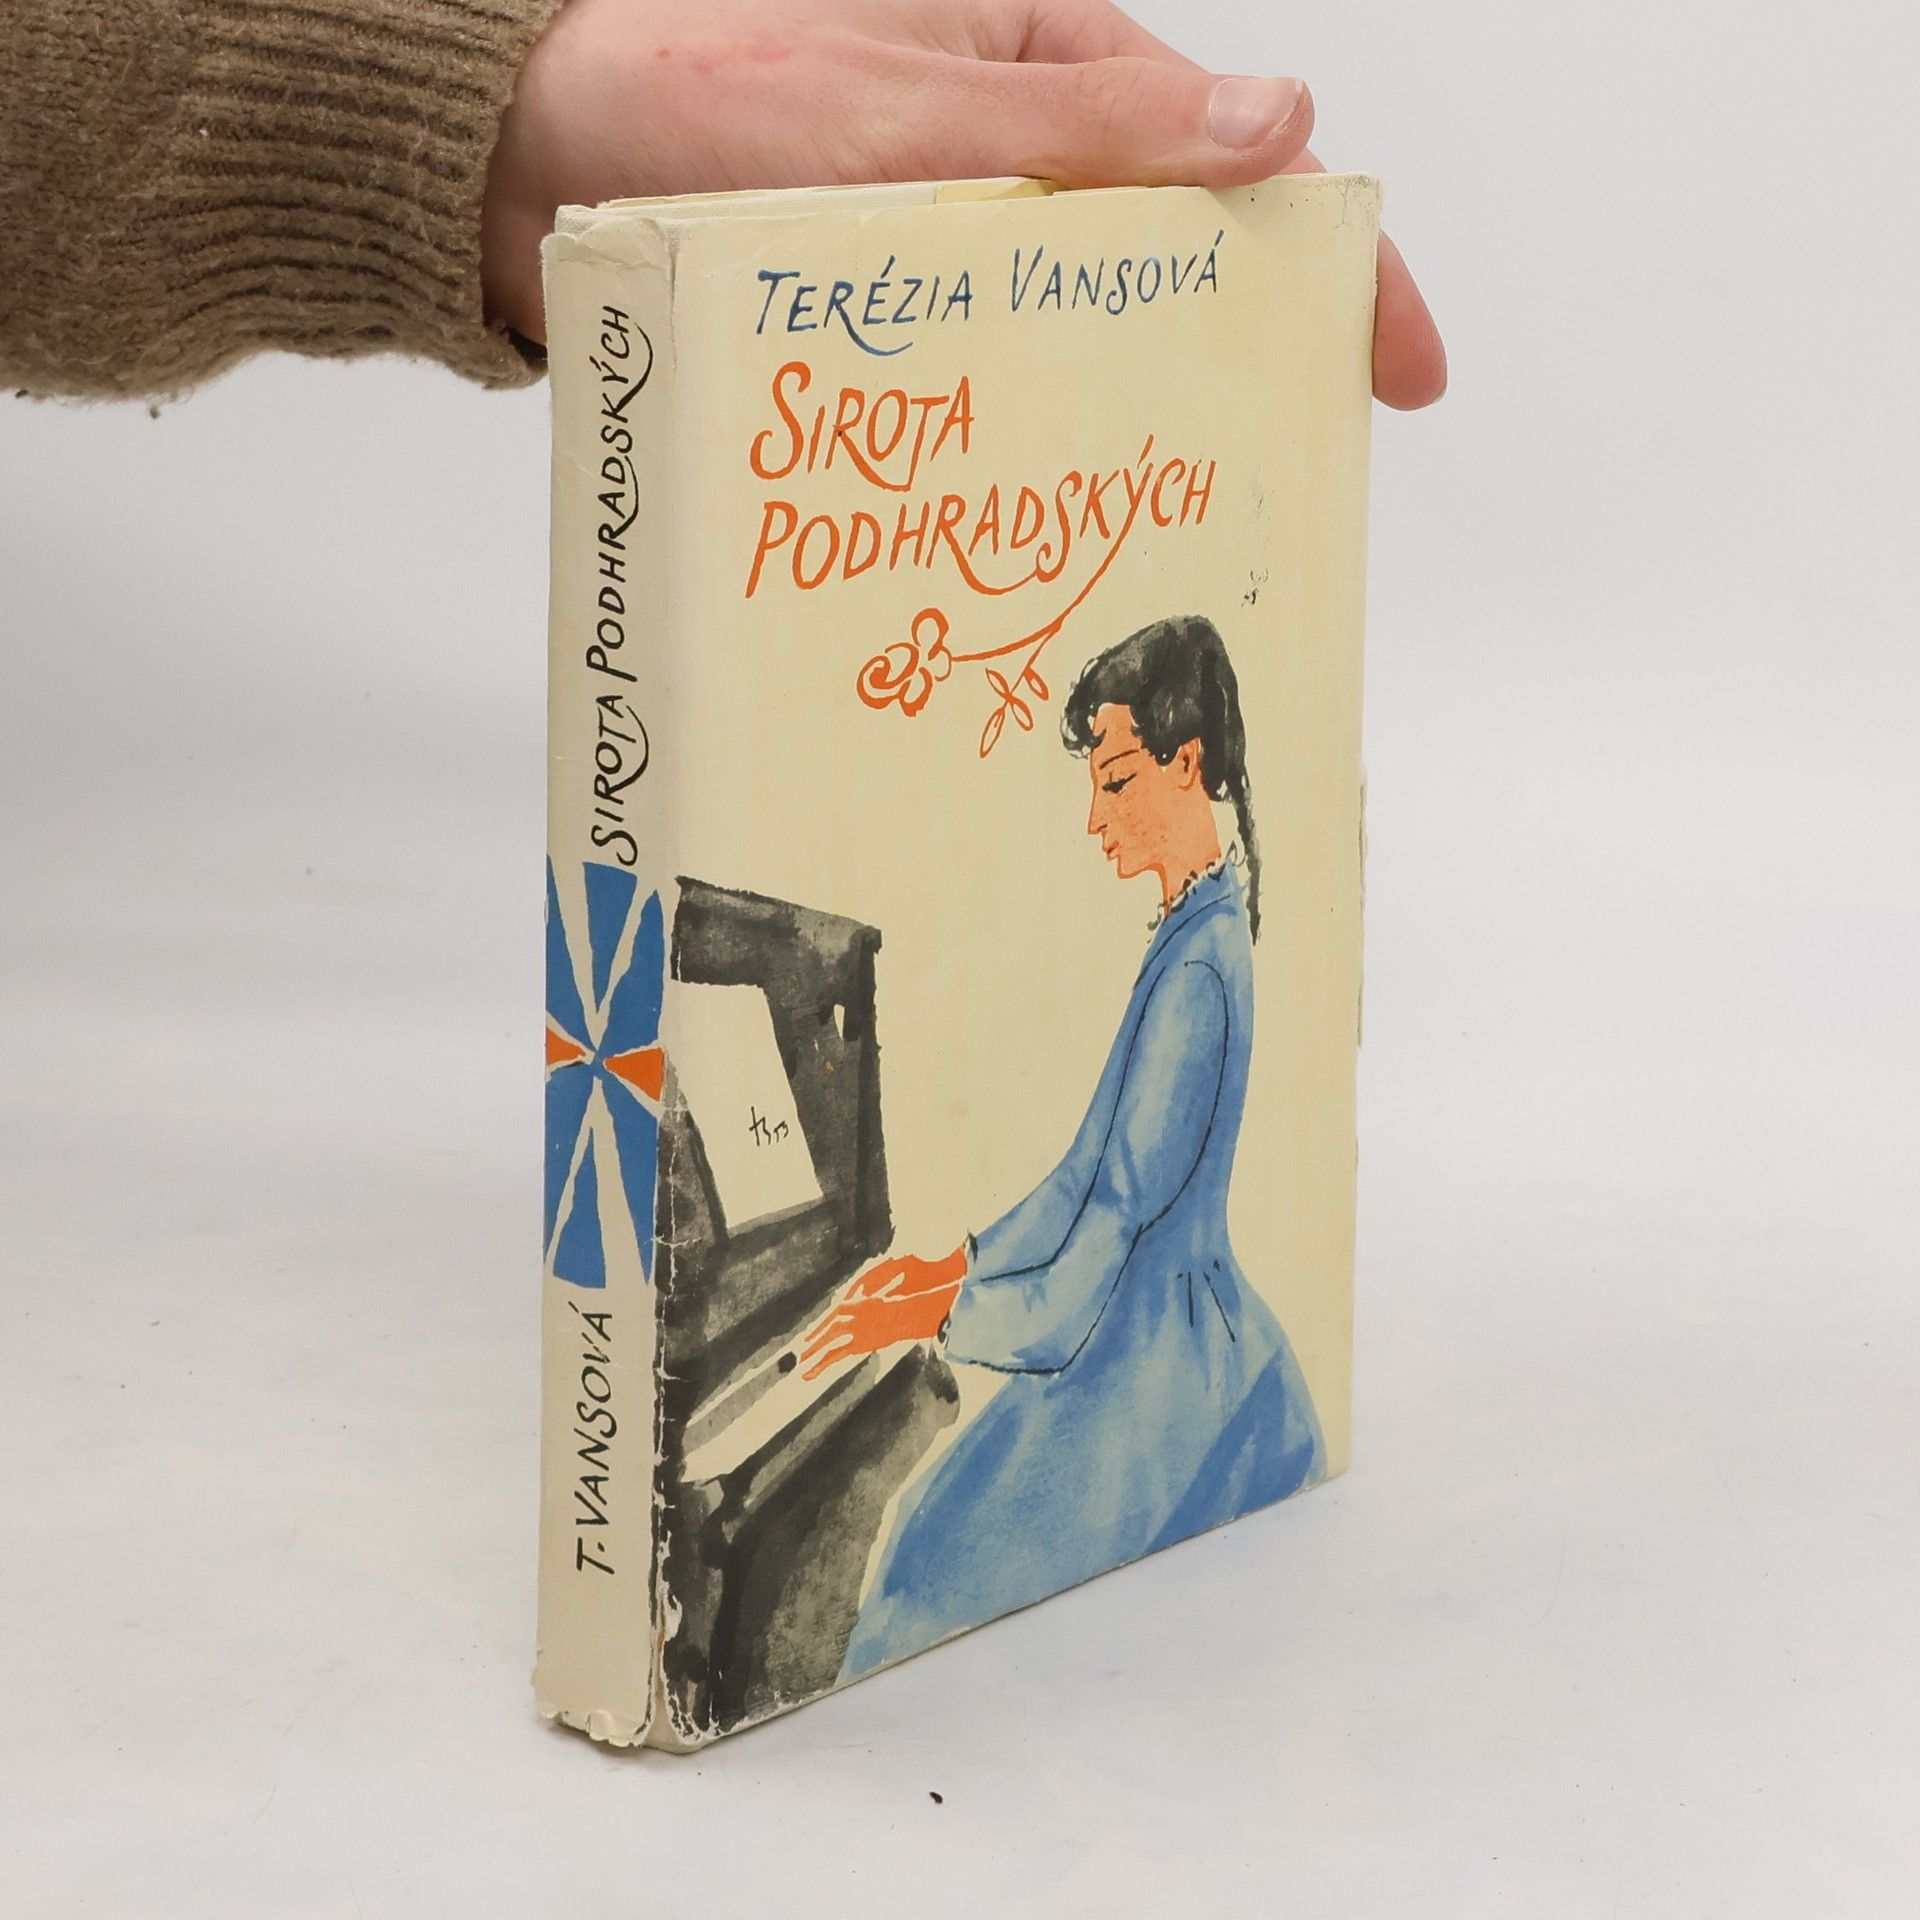 TERÉZIA VANSOVÁ
SIROTA
PODHRADSKÝCH
SIROTA PODHRADSKÝCH
T. VANSOVÁ